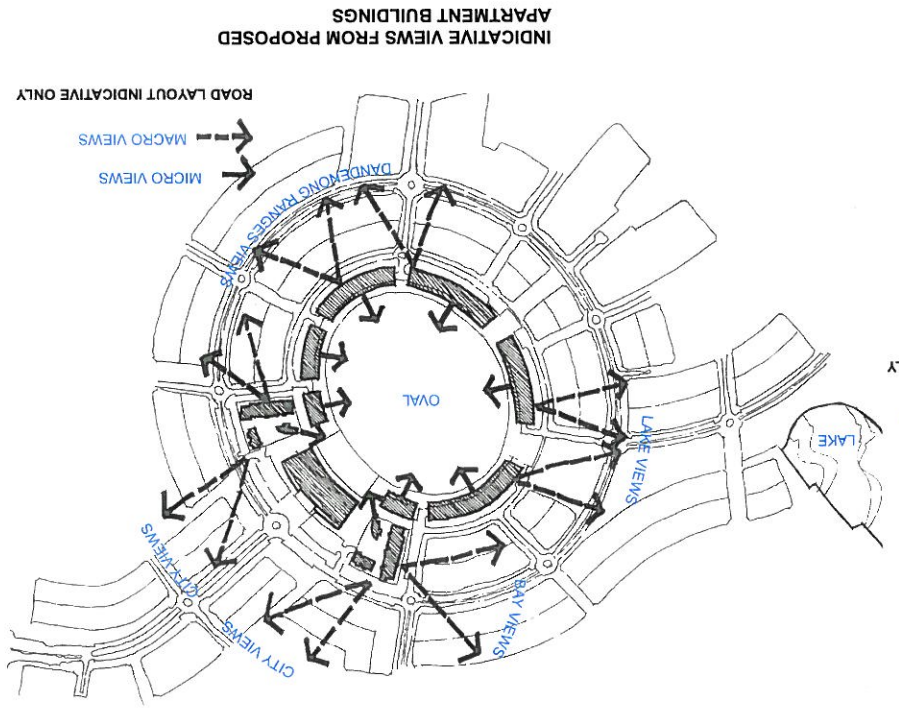 CITY VIEWS
BAY VIEWS
CITY VIEWS
LAKE VIEWS
LAKE
OVAL
LY
DANDENONG RANGES VIEWS
MICRO VIEWS
MACRO VIEWS
ROAD LAYOUT INDICATIVE ONLY
INDICATIVE VIEWS FROM PROPOSED
APARTMENT BUILDINGS